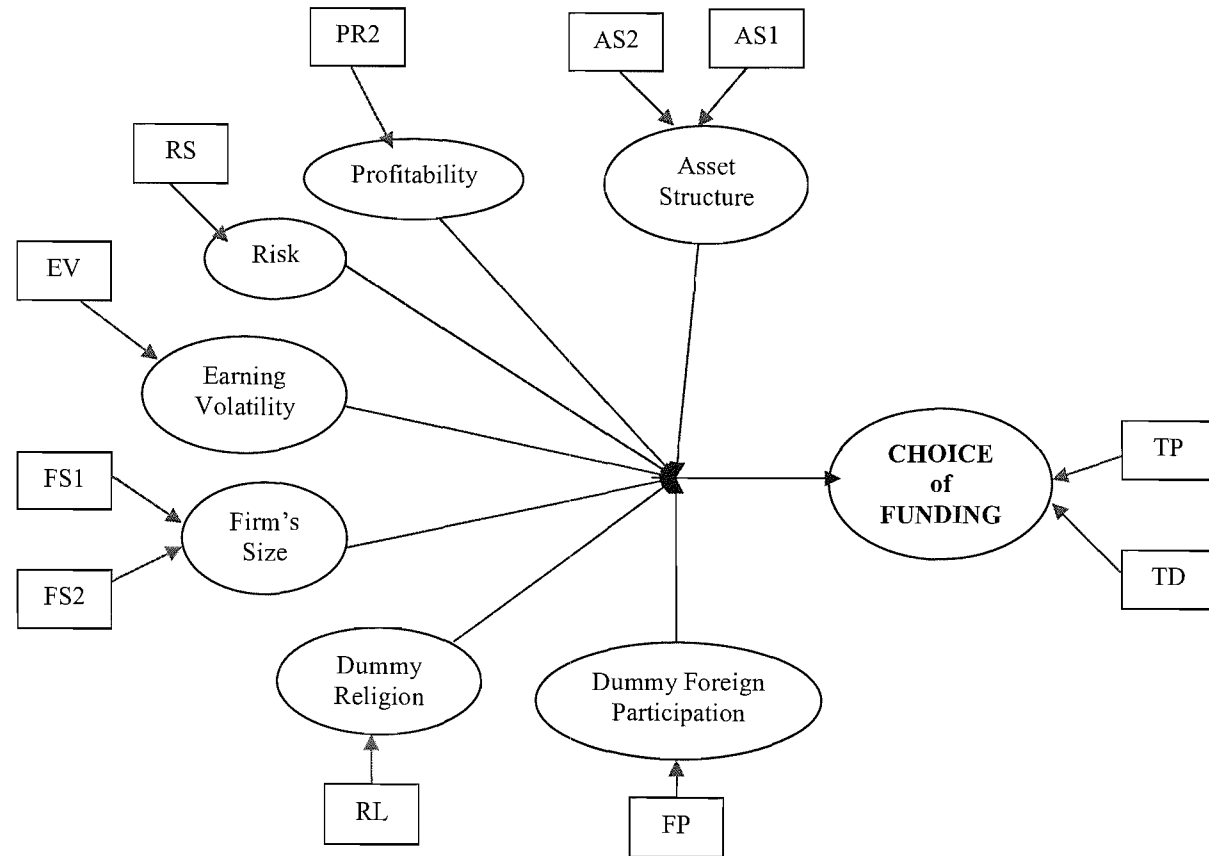 PR2
AS2
AS1
RS
Profitability
Asset
Structure
Risk
EV
Earning
Volatility
FS1
Firm's
Size
FS2
CHOICE
of
FUNDING
TP
TD
Dummy
Religion
Dummy Foreign
Participation
RL
FP